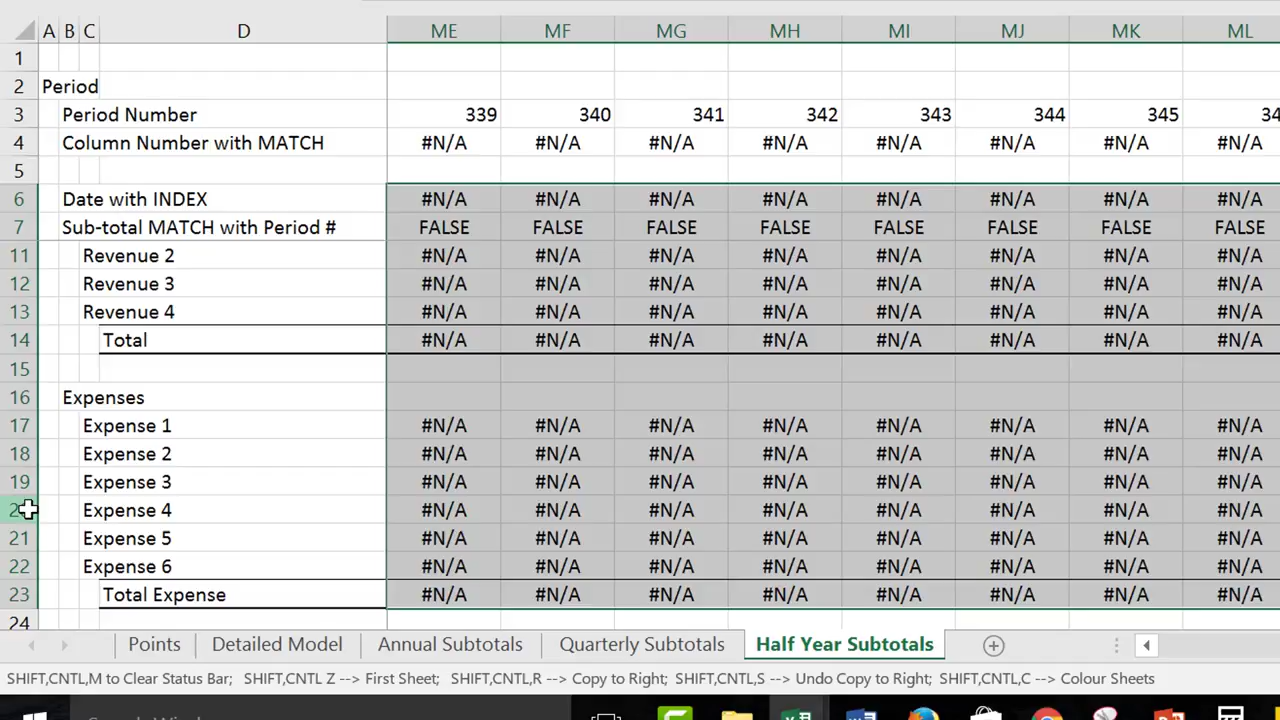 A B C D ME MF MG MH MI MJ MK ML
1
2 Period
3 Period Number 339 340 341 342 343 344 345
4 Column Number with MATCH #N/A #N/A #N/A #N/A #N/A #N/A #N/A #N/A
5
6 Date with INDEX #N/A #N/A #N/A #N/A #N/A #N/A #N/A #N/A
7 Sub-total MATCH with Period # FALSE FALSE FALSE FALSE FALSE FALSE FALSE FALSE
11 Revenue 2 #N/A #N/A #N/A #N/A #N/A #N/A #N/A #N/A
12 Revenue 3 #N/A #N/A #N/A #N/A #N/A #N/A #N/A #N/A
13 Revenue 4 #N/A #N/A #N/A #N/A #N/A #N/A #N/A #N/A
14 Total #N/A #N/A #N/A #N/A #N/A #N/A #N/A #N/A
15
16 Expenses
17 Expense 1 #N/A #N/A #N/A #N/A #N/A #N/A #N/A #N/A
18 Expense 2 #N/A #N/A #N/A #N/A #N/A #N/A #N/A #N/A
19 Expense 3 #N/A #N/A #N/A #N/A #N/A #N/A #N/A #N/A
Expense 4 #N/A #N/A #N/A #N/A #N/A #N/A #N/A #N/A
21 Expense 5 #N/A #N/A #N/A #N/A #N/A #N/A #N/A #N/A
22 Expense 6 #N/A #N/A #N/A #N/A #N/A #N/A #N/A #N/A
23 Total Expense #N/A #N/A #N/A #N/A #N/A #N/A #N/A #N/A
24
Points Detailed Model Annual Subtotals Quarterly Subtotals Half Year Subtotals
SHIFT,CNTL,M to Clear Status Bar; SHIFT,CNTL Z --> First Sheet; SHIFT,CNTL,R --> Copy to Right; SHIFT,CNTL,S --> Undo Copy to Right; SHIFT,CNTL,C --> Colour Sheets